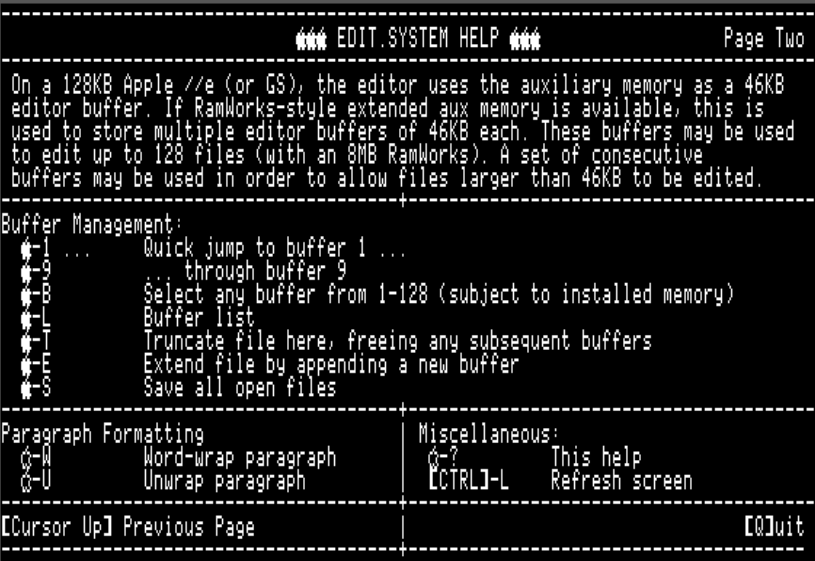 EDIT.SYSTEM HELP Page Two
On a 128KB Apple //e (or GS), the editor uses the auxiliary memory as a 46KB
editor buffer. If RamWorks-style extended aux memory is available, this is
used to store multiple editor buffers of 46KB each. These buffers may be used
to edit up to 128 files (with an 8MB RamWorks). A set of consecutive
buffers may be used in order to allow files larger than 46KB to be edited.
Buffer Management:
-1 ... Quick jump to buffer 1 ...
-9 ... through buffer 9
-B Select any buffer from 1-128 (subject to installed memory)
-L Buffer list
-T Truncate file here, freeing any subsequent buffers
-E Extend file by appending a new buffer
-S Save all open files
Paragraph Formatting
-W Word-wrap paragraph
-U Unwrap paragraph
Miscellaneous:
-? This help
[CTRL]-L Refresh screen
[Cursor Up] Previous Page
[Q]uit